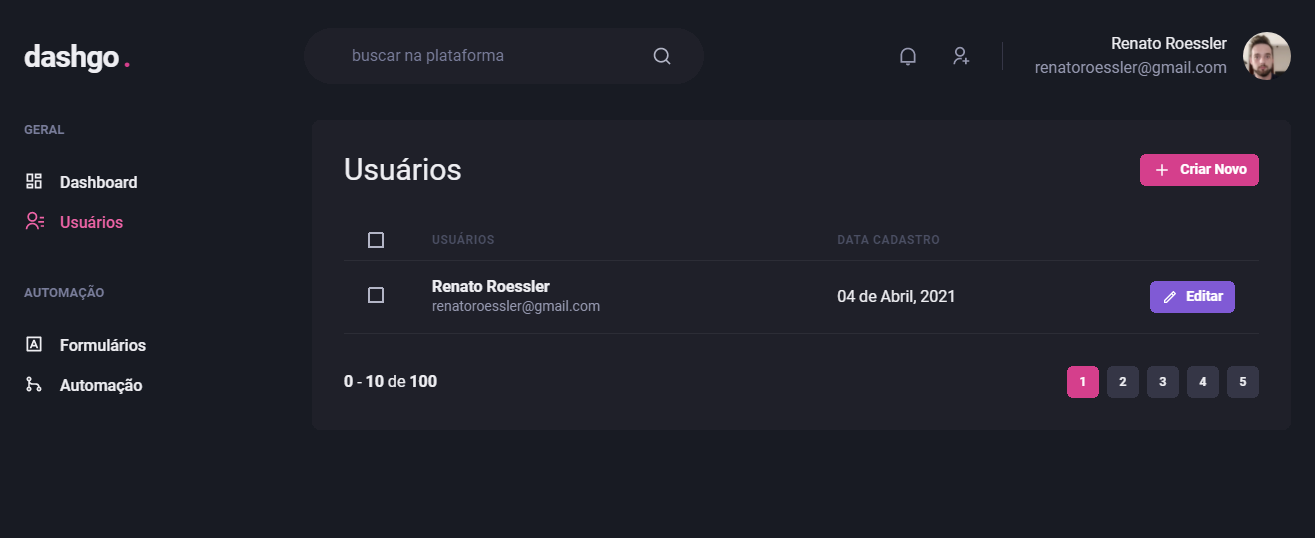 dashgo.
buscar na plataforma
Renato Roessler
renatoroessler@gmail.com
GERAL
Dashboard
Usuários
AUTOMAÇÃO
Formulários
Automação
Usuários
Criar Novo
USUÁRIOS
DATA CADASTRO
Renato Roessler
renatoroessler@gmail.com
04 de Abril, 2021
Editar
0 - 10 de 100
1 2 3 4 5